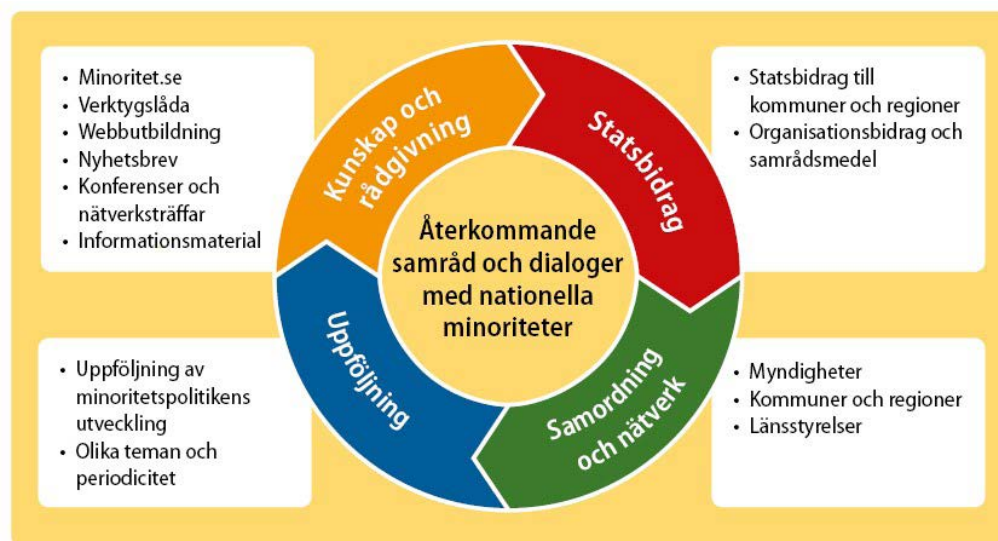 • Minoritet.se
• Verktygslåda
• Webbutbildning
• Nyhetsbrev
• Konferenser och
nätverksträffar
• Informationsmaterial
Kunskap och
rådgivning
Statsbidrag
• Statsbidrag till
kommuner och regioner
• Organisationsbidrag och
samrådsmedel
Återkommande
samråd och dialoger
med nationella
minoriteter
• Uppföljning av
minoritetspolitikens
utveckling
• Olika teman och
periodicitet
Uppföljning
Samordning
och nätverk
• Myndigheter
• Kommuner och regioner
• Länsstyrelser